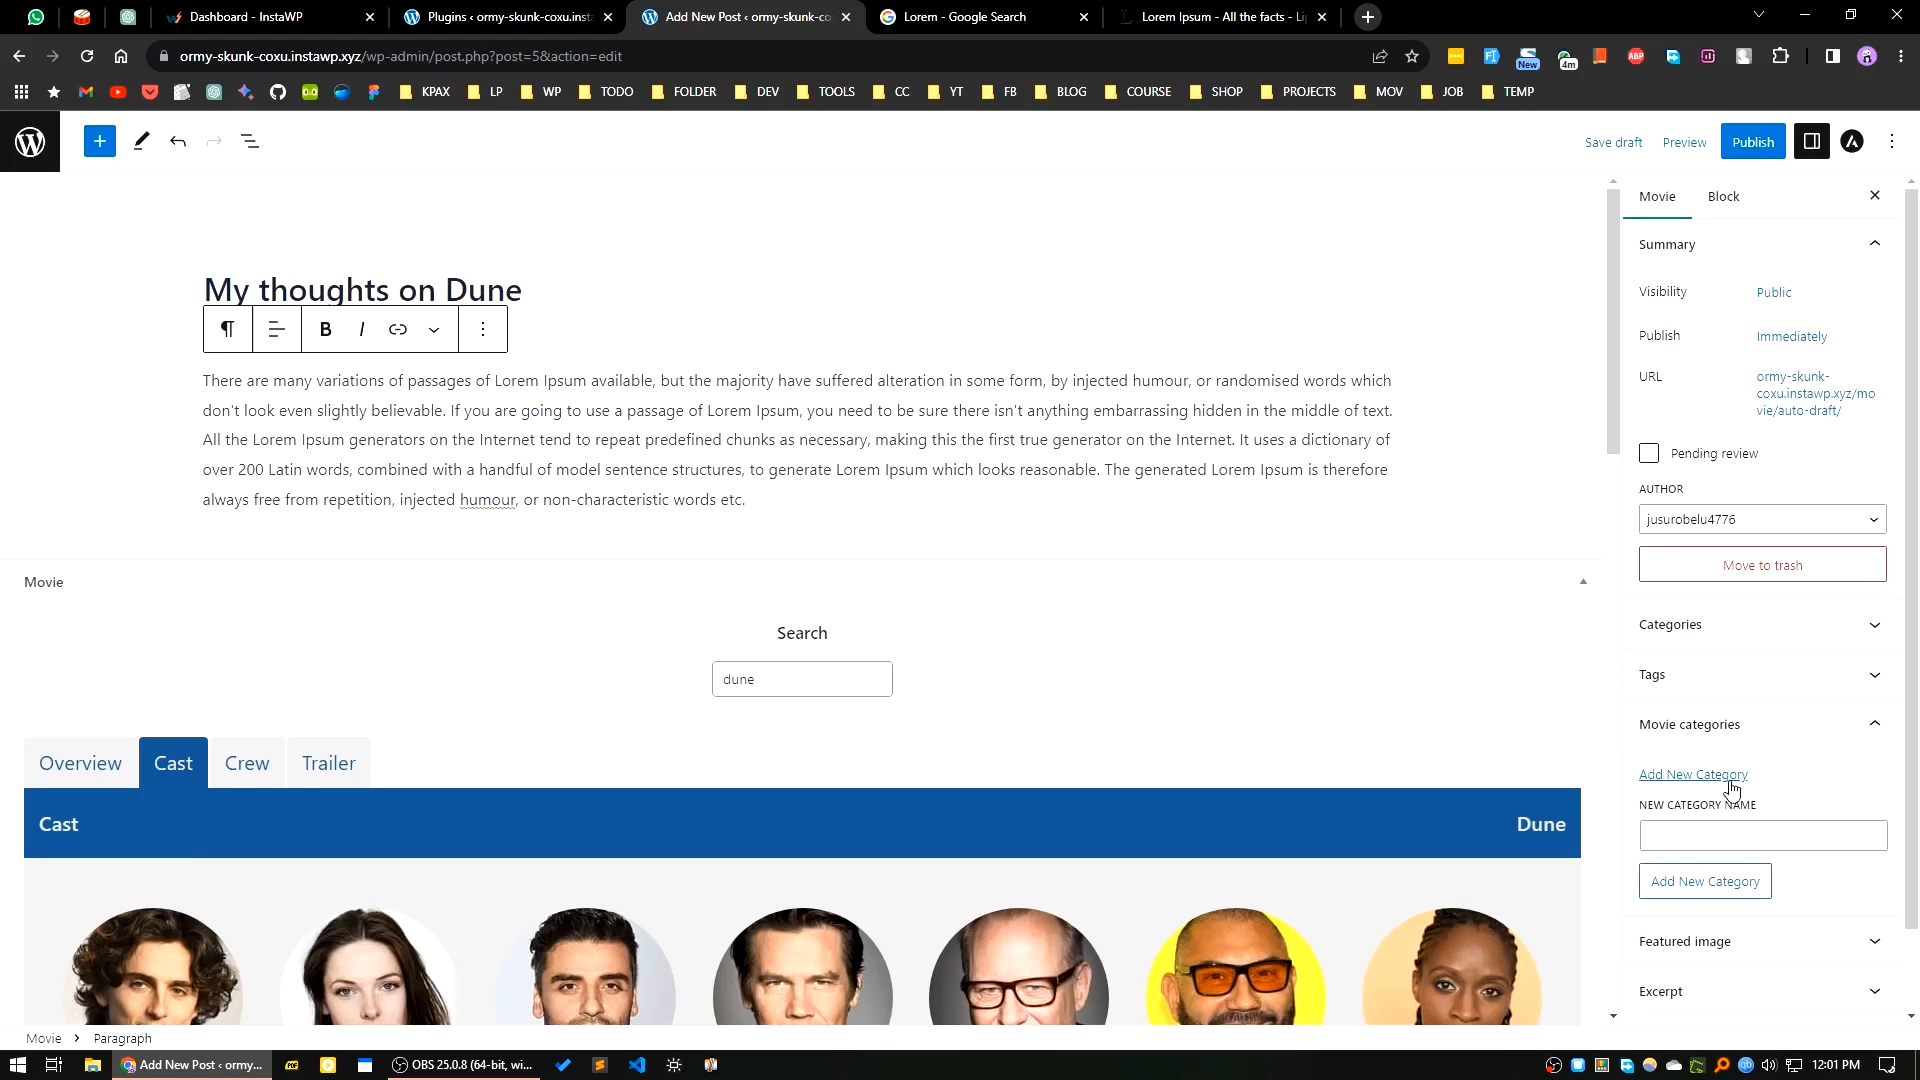 Dashboard - InstaWP
Plugins ‹ ormy-skunk-coxu.inst
Add New Post ‹ ormy-skunk-co
Lorem - Google Search
Lorem Ipsum - All the facts - Li
ormy-skunk-coxu.instawp.xyz/wp-admin/post.php?post=5&action=edit
New
4m
ABP
KPAX
LP
WP
TODO
FOLDER
DEV
TOOLS
CC
YT
FB
BLOG
COURSE
SHOP
PROJECTS
MOV
JOB
TEMP
Save draft
Preview
Publish
Movie
Block
Summary
Visibility
Public
Publish
Immediately
URL
ormy-skunk-
coxu.instawp.xyz/mo
vie/auto-draft/
Pending review
AUTHOR
jusurobelu4776
Move to trash
Categories
Tags
Movie categories
Add New Category
NEW CATEGORY NAME
Add New Category
Featured image
Excerpt
My thoughts on Dune
B I
There are many variations of passages of Lorem Ipsum available, but the majority have suffered alteration in some form, by injected humour, or randomised words which
don't look even slightly believable. If you are going to use a passage of Lorem Ipsum, you need to be sure there isn't anything embarrassing hidden in the middle of text.
All the Lorem Ipsum generators on the Internet tend to repeat predefined chunks as necessary, making this the first true generator on the Internet. It uses a dictionary of
over 200 Latin words, combined with a handful of model sentence structures, to generate Lorem Ipsum which looks reasonable. The generated Lorem Ipsum is therefore
always free from repetition, injected humour, or non-characteristic words etc.
Movie
Search
dune
Overview
Cast
Crew
Trailer
Cast
Dune
Movie › Paragraph
Add New Post ‹ ormy...
OBS 25.0.8 (64-bit, wi...
12:01 PM